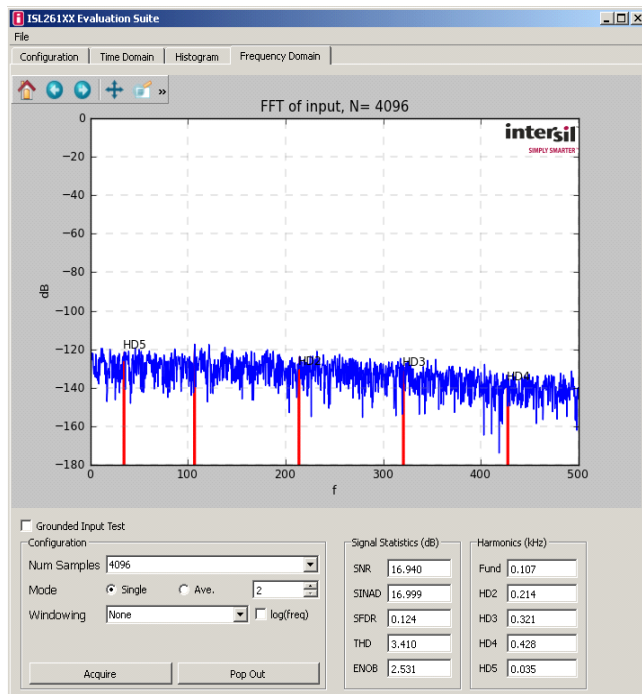 ISL261XX Evaluation Suite
File
Configuration Time Domain Histogram Frequency Domain
»
FFT of input, N= 4096
intersil
SIMPLY SMARTER™
0
−20
−40
−60
−80
−100
−120
−140
−160
−180
dB
HD5
HD2
HD3
HD4
0 100 200 300 400 500
f
Grounded Input Test
Configuration
Num Samples 4096
Mode Single Ave. 2
Windowing None log(freq)
Acquire Pop Out
Signal Statistics (dB)
SNR 16.940
SINAD 16.999
SFDR 0.124
THD 3.410
ENOB 2.531
Harmonics (kHz)
Fund 0.107
HD2 0.214
HD3 0.321
HD4 0.428
HD5 0.035